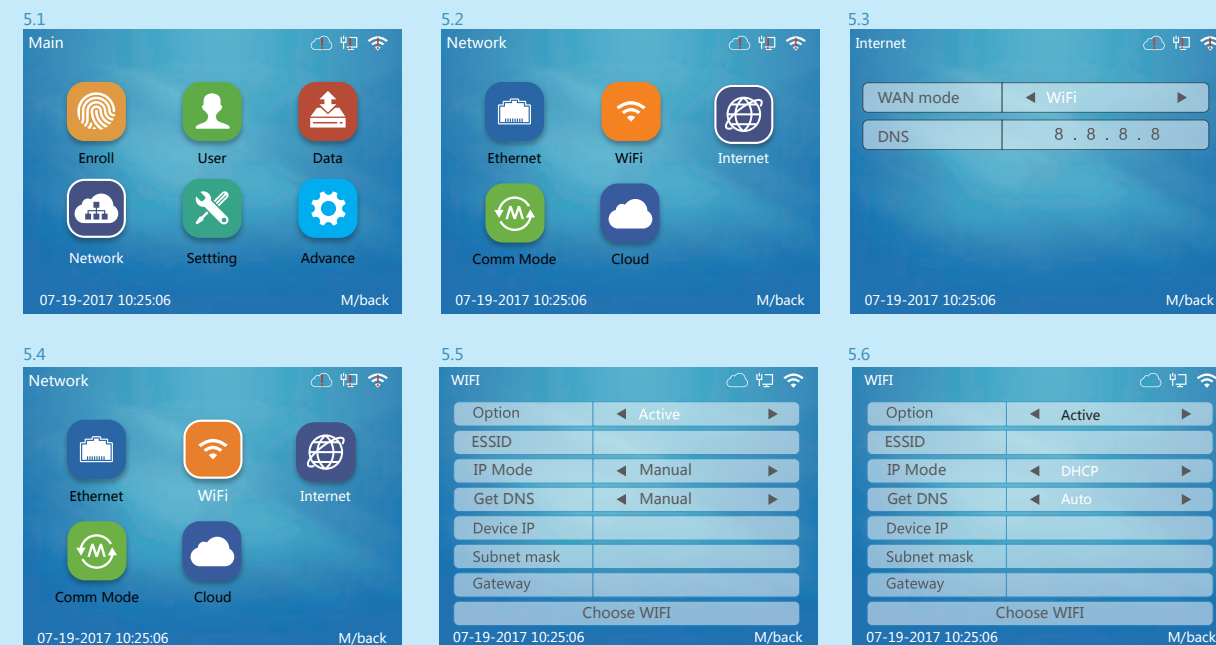 5.1
Main
Enroll
User
Data
Network
Settting
Advance
07-19-2017 10:25:06
M/back
5.2
Network
Ethernet
WiFi
Internet
Comm Mode
Cloud
07-19-2017 10:25:06
M/back
5.3
Internet
WAN mode
WiFi
DNS
8 . 8 . 8 . 8
07-19-2017 10:25:06
M/back
5.4
Network
Ethernet
WiFi
Internet
M
Comm Mode
Cloud
07-19-2017 10:25:06
M/back
5.5
WIFI
Option Active
ESSID
IP Mode Manual
Get DNS Manual
Device IP
Subnet mask
Gateway
Choose WIFI
07-19-2017 10:25:06
M/back
5.6
WIFI
Option Active
ESSID
IP Mode DHCP
Get DNS Auto
Device IP
Subnet mask
Gateway
Choose WIFI
07-19-2017 10:25:06
M/back